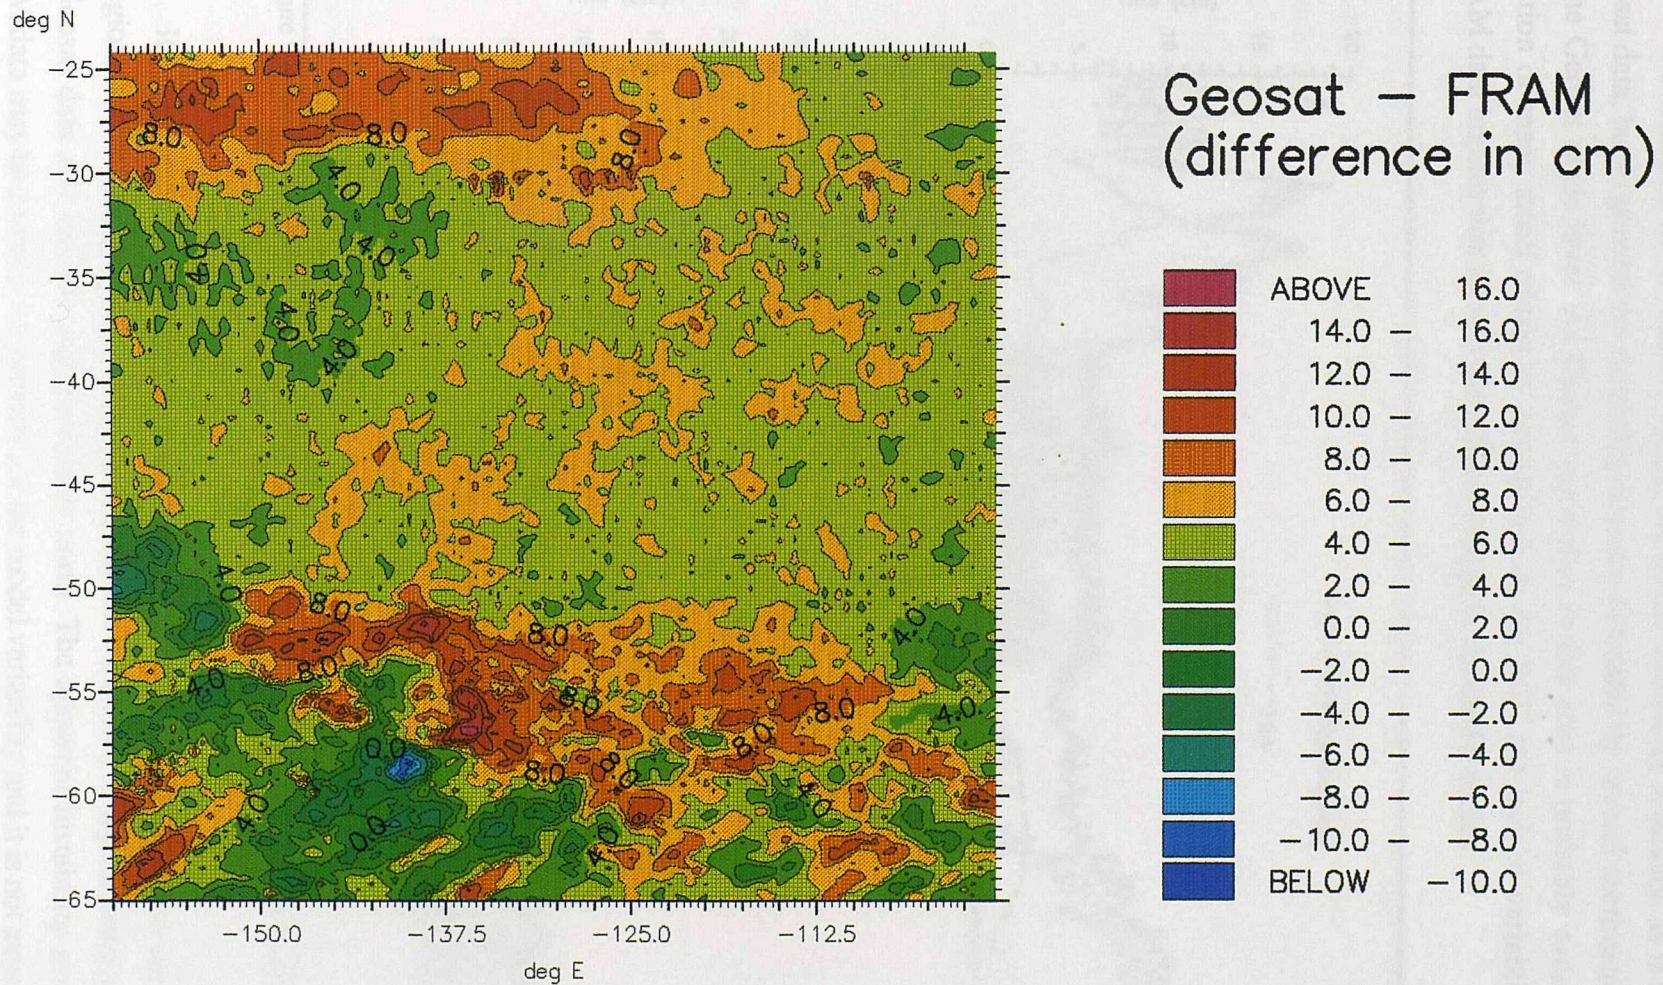 deg N
Geosat – FRAM
(difference in cm)
−25
−30
−35
−40
−45
−50
−55
−60
−65
−150.0
−137.5
−125.0
−112.5
deg E
8.0
8.0
8.0
4.0
4.0
4.0
4.0
4.0
4.0
8.0
8.0
4.0
8.0
4.0
8.0
8.0
4.0
8.0
0.0
8.0
8.0
4.0
4.0
0.0
4.0
ABOVE 16.0
14.0 – 16.0
12.0 – 14.0
10.0 – 12.0
8.0 – 10.0
6.0 – 8.0
4.0 – 6.0
2.0 – 4.0
0.0 – 2.0
−2.0 – 0.0
−4.0 – −2.0
−6.0 – −4.0
−8.0 – −6.0
−10.0 – −8.0
BELOW −10.0